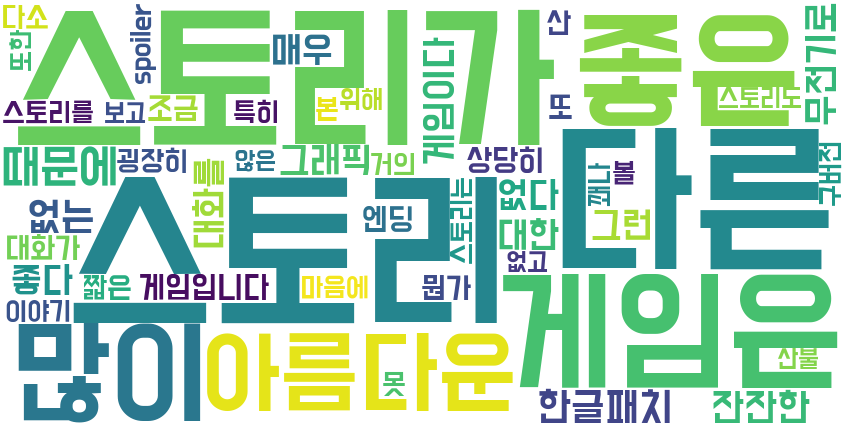 다소
또한
spoiler
스토리가
매우
좋은
산
또
무전기로
스토리도
스토리를
보고
조금
특히
본
위해
게임이다
때문에
굉장히
대화를
않은
그래픽
거의
상당히
다른
깨나
볼
구버전
없는
스토리
엔딩
스토리는
없다
대한
그런
대화가
좋다
짧은
게임입니다
마음에
뭔가
없고
게임은
이야기
많이
아름다운
못
산불
한글패치
잔잔한